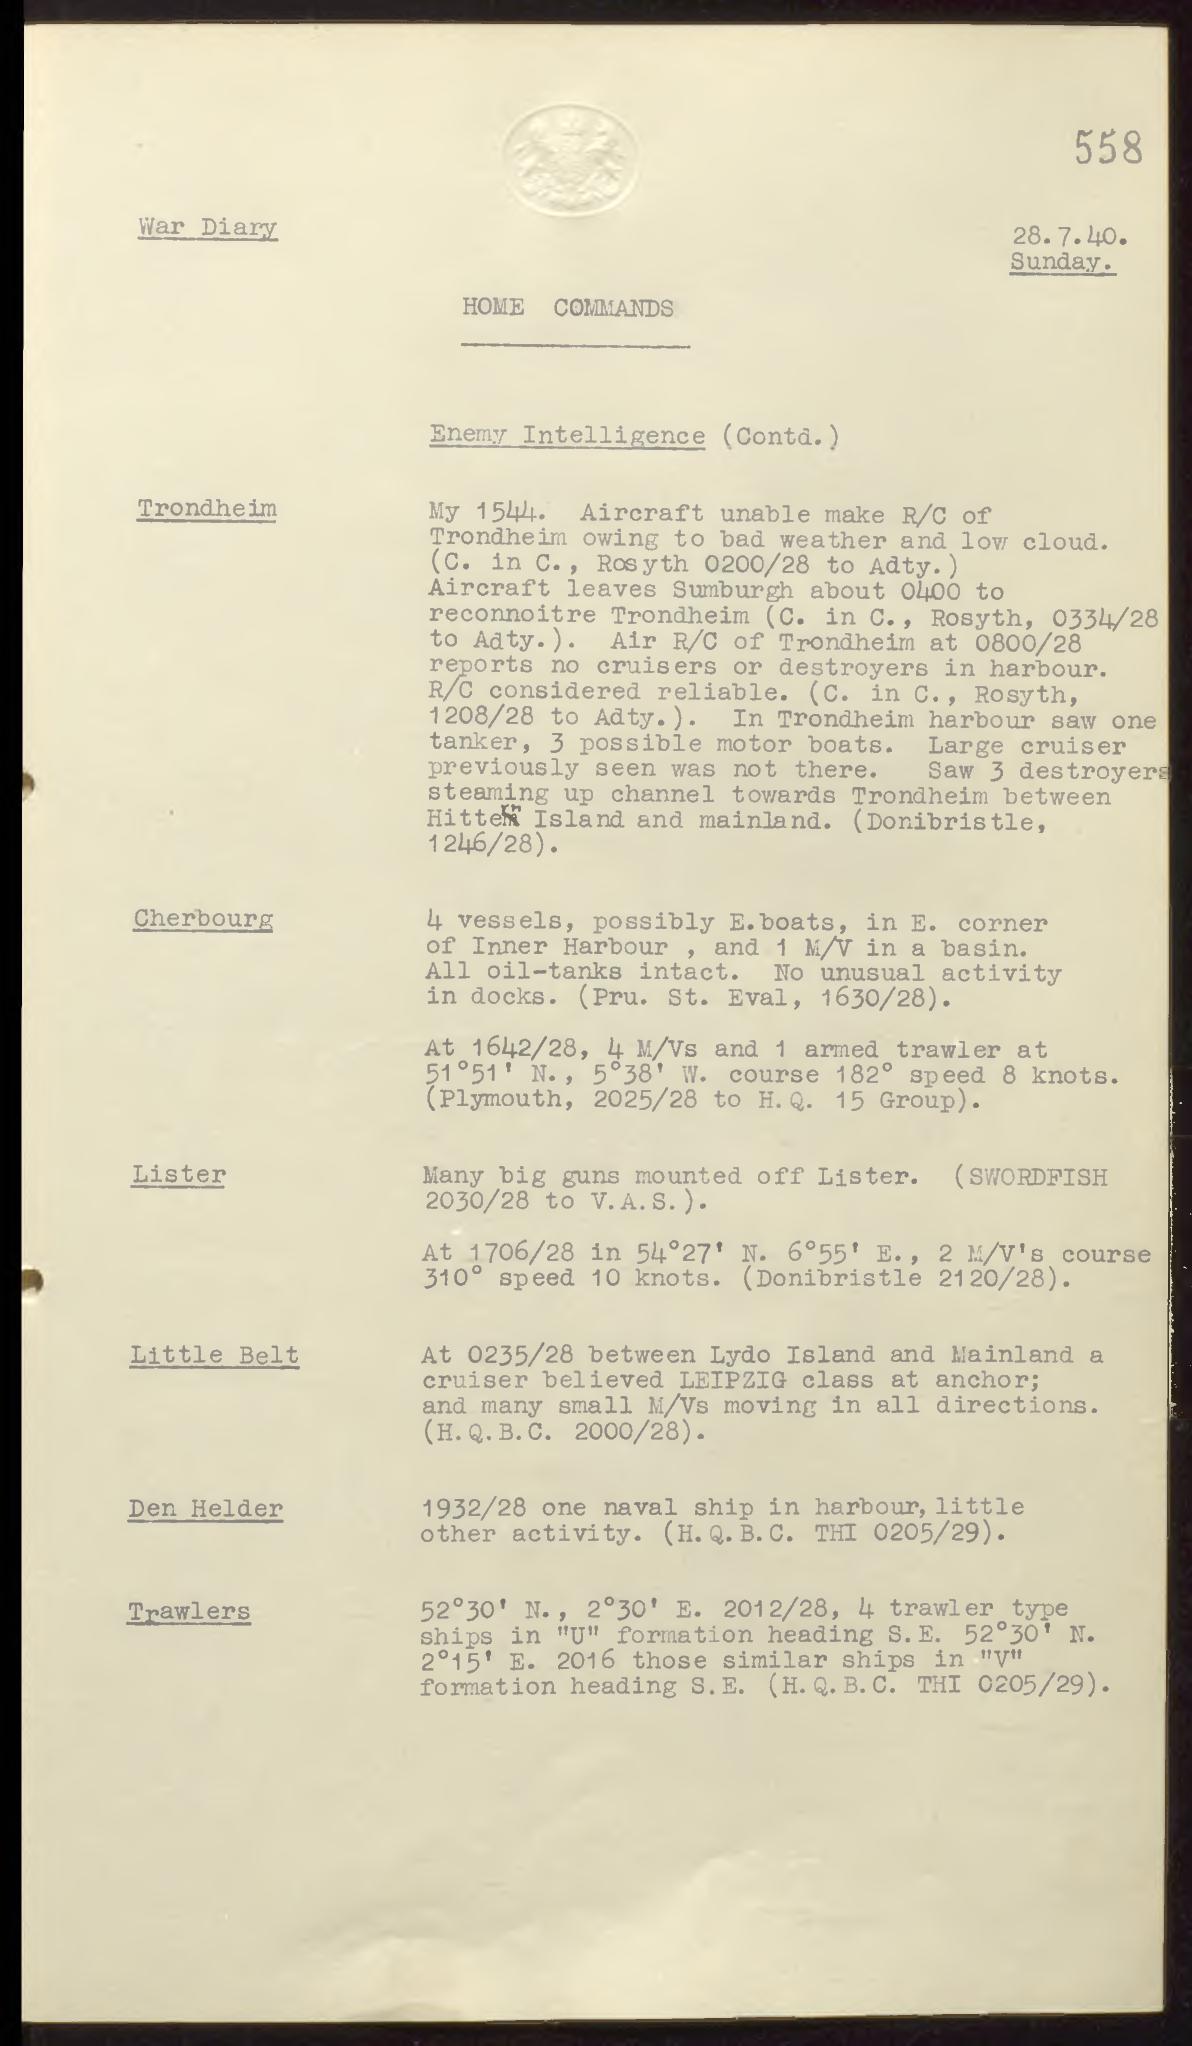 558
War Diary
28.7.40.
Sunday.
HOME COMMANDS
Enemy Intelligence (Contd.)
Trondheim
My 1544. Aircraft unable make R/C of
Trondheim owing to bad weather and low cloud.
(C. in C., Rosyth 0200/28 to Adty.)
Aircraft leaves Sumburgh about 0400 to
reconnoitre Trondheim (C. in C., Rosyth, 0334/28
to Adty.). Air R/C of Trondheim at 0800/28
reports no cruisers or destroyers in harbour.
R/C considered reliable. (C. in C., Rosyth,
1208/28 to Adty.). In Trondheim harbour saw one
tanker, 3 possible motor boats. Large cruiser
previously seen was not there. Saw 3 destroyers
steaming up channel towards Trondheim between
Island and mainland. (Donibristle,
1246/28).
Cherbourg
4 vessels, possibly E.boats, in E. corner
of Inner Harbour , and 1 M/V in a basin.
All oil-tanks intact. No unusual activity
in docks. (Pru. St. Eval, 1630/28).
At 1642/28, 4 M/Vs and 1 armed trawler at
51°51' N., 5°38' W. course 182° speed 8 knots.
(Plymouth, 2025/28 to H.Q. 15 Group).
Lister
Many big guns mounted off Lister. (SWORDFISH
2030/28 to V.A.S.).
At 1706/28 in 54°27' N. 6°55' E., 2 M/V's course
310° speed 10 knots. (Donibristle 2120/28).
Little Belt
At 0235/28 between Lydo Island and Mainland a
cruiser believed LEIPZIG class at anchor;
and many small M/Vs moving in all directions.
(H.Q.B.C. 2000/28).
Den Helder
1932/28 one naval ship in harbour, little
other activity. (H.Q.B.C. THI 0205/29).
Trawlers
52°30' N., 2°30' E. 2012/28, 4 trawler type
ships in "U" formation heading S.E. 52°30' N.
2°15' E. 2016 those similar ships in "V"
formation heading S.E. (H.Q.B.C. THI 0205/29).